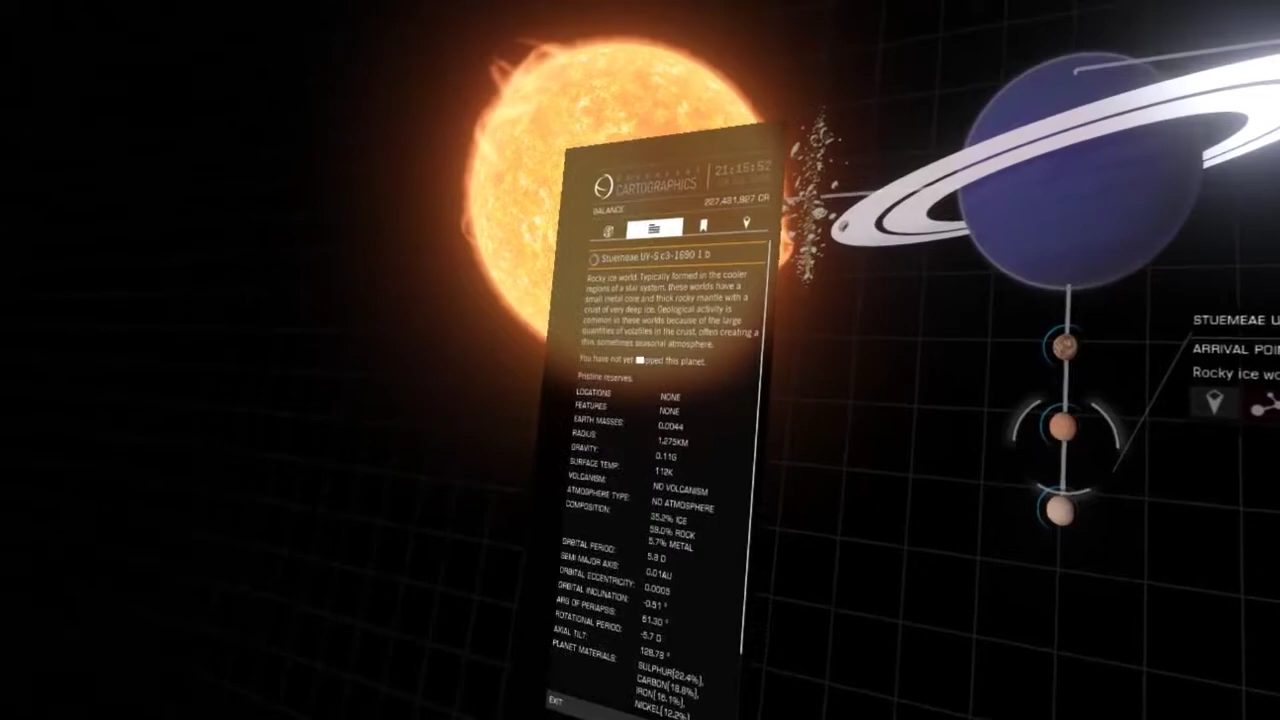 CARTOGRAPHICS
21:15:52
BALANCE:
227,481,927 CR
Stuemeae UY-S c3-1690 1 b
Rocky ice world. Typically formed in the cooler
regions of a star system, these worlds have a
small metal core and thick rocky mantle with a
crust of very deep ice. Geological activity is
common in these worlds because of the large
quantities of volatiles in the crust, often creating a
thin, sometimes seasonal atmosphere.
You have not yet pped this planet.
Pristine reserves.
LOCATIONS NONE
FEATURES NONE
EARTH MASSES: 0.0044
RADIUS: 1,275KM
GRAVITY: 0.11G
SURFACE TEMP: 112K
VOLCANISM: NO VOLCANISM
ATMOSPHERE TYPE: NO ATMOSPHERE
COMPOSITION: 35.2% ICE
59.0% ROCK
5.7% METAL
ORBITAL PERIOD: 5.8 D
SEMI MAJOR AXIS: 0.01AU
ORBITAL ECCENTRICITY: 0.0005
ORBITAL INCLINATION: -0.51 °
ARG OF PERIAPSIS: 61.30 °
ROTATIONAL PERIOD: -5.7 D
AXIAL TILT: 128.78 °
PLANET MATERIALS: SULPHUR(22.4%),
CARBON(18.8%),
IRON(16.1%),
NICKEL(12.2%)
EXIT
STUEMEAE U
ARRIVAL POI
Rocky ice wo